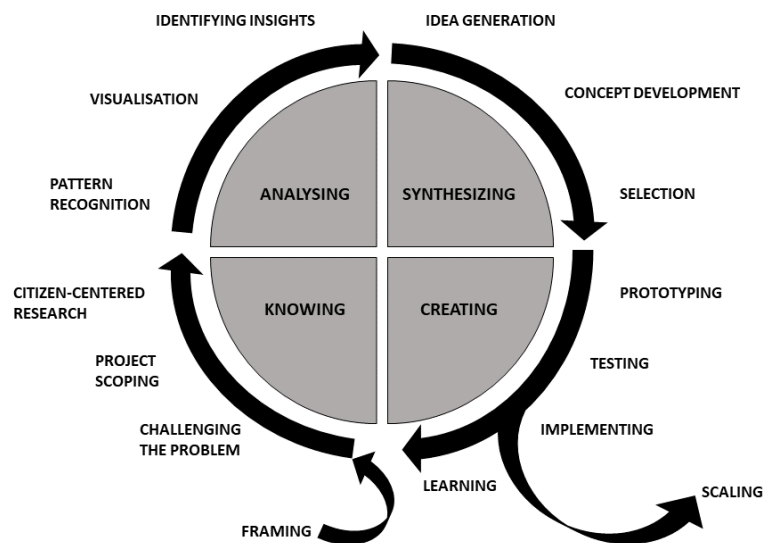 IDENTIFYING INSIGHTS
IDEA GENERATION
VISUALISATION
CONCEPT DEVELOPMENT
PATTERN
RECOGNITION
ANALYSING
SYNTHESIZING
SELECTION
CITIZEN-CENTERED
RESEARCH
KNOWING
CREATING
PROTOTYPING
PROJECT
SCOPING
TESTING
CHALLENGING
THE PROBLEM
IMPLEMENTING
LEARNING
SCALING
FRAMING